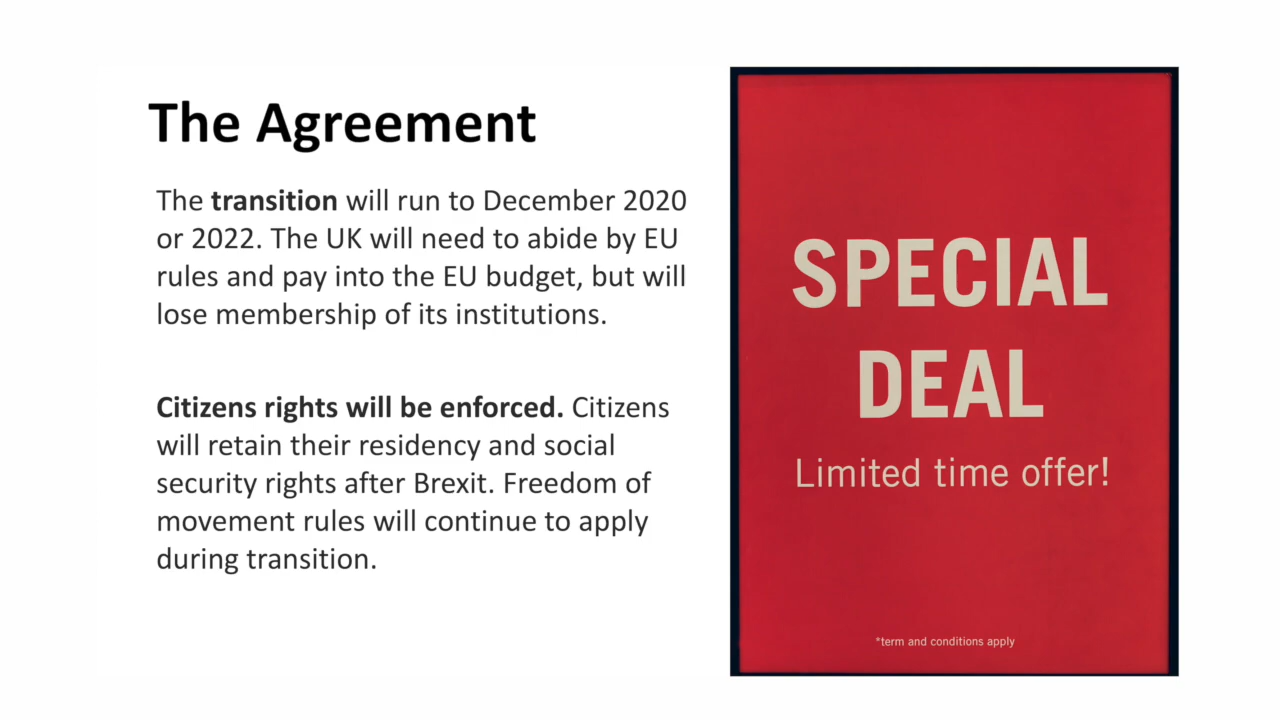 The Agreement
The transition will run to December 2020
or 2022. The UK will need to abide by EU
rules and pay into the EU budget, but will
lose membership of its institutions.
Citizens rights will be enforced. Citizens
will retain their residency and social
security rights after Brexit. Freedom of
movement rules will continue to apply
during transition.
SPECIAL
DEAL
Limited time offer!
*term and conditions apply